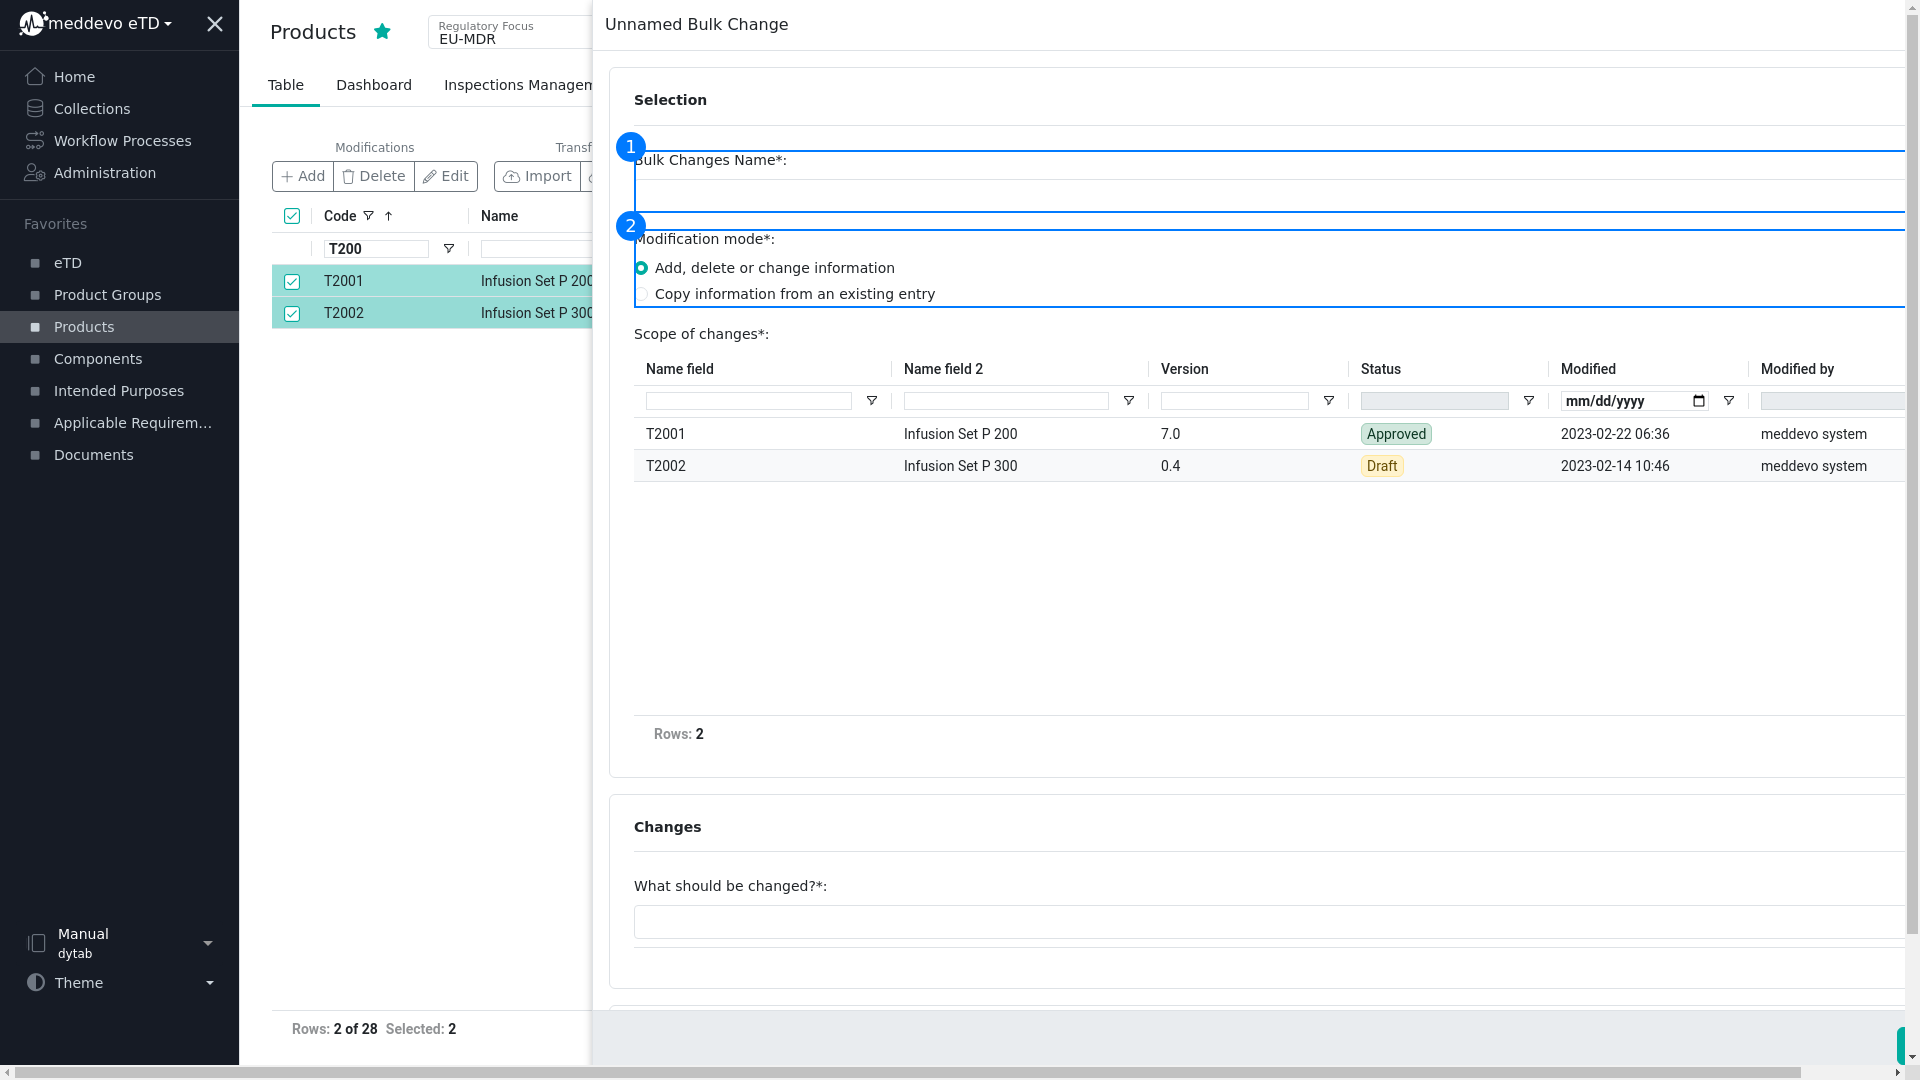 meddevo eTD
Home
Collections
Workflow Processes
Administration
Favorites
eTD
Product Groups
Products
Components
Intended Purposes
Applicable Requirem...
Documents
Manual
dytab
Theme
Products
Regulatory Focus
EU-MDR
Table Dashboard Inspections Managem
Modifications Transf
Add Delete Edit Import
Code Name
T200
T2001 Infusion Set P 200
T2002 Infusion Set P 300
Rows: 2 of 28 Selected: 2
Unnamed Bulk Change
Selection
1
Bulk Changes Name*:
2
Modification mode*:
Add, delete or change information
Copy information from an existing entry
Scope of changes*:
Name field Name field 2 Version Status Modified Modified by
mm/dd/yyyy
T2001 Infusion Set P 200 7.0 Approved 2023-02-22 06:36 meddevo system
T2002 Infusion Set P 300 0.4 Draft 2023-02-14 10:46 meddevo system
Rows: 2
Changes
What should be changed?*: